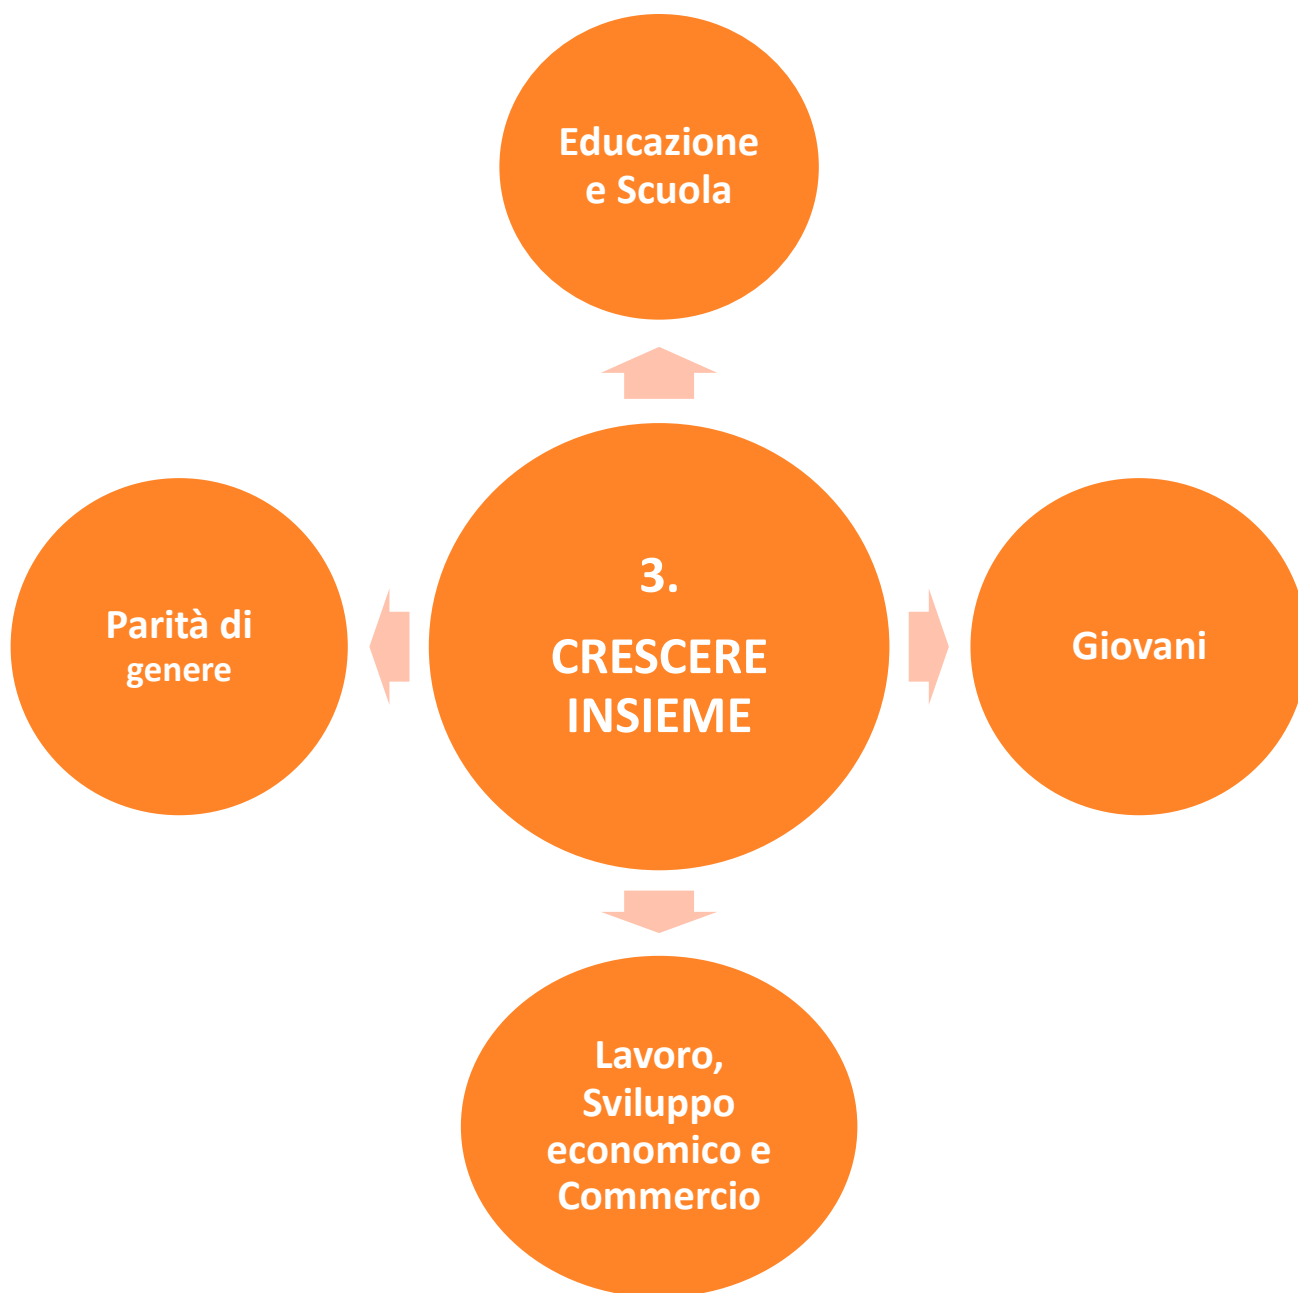 Educazione
e Scuola
Parità di
genere
3.
CRESCERE
INSIEME
Giovani
Lavoro,
Sviluppo
economico e
Commercio